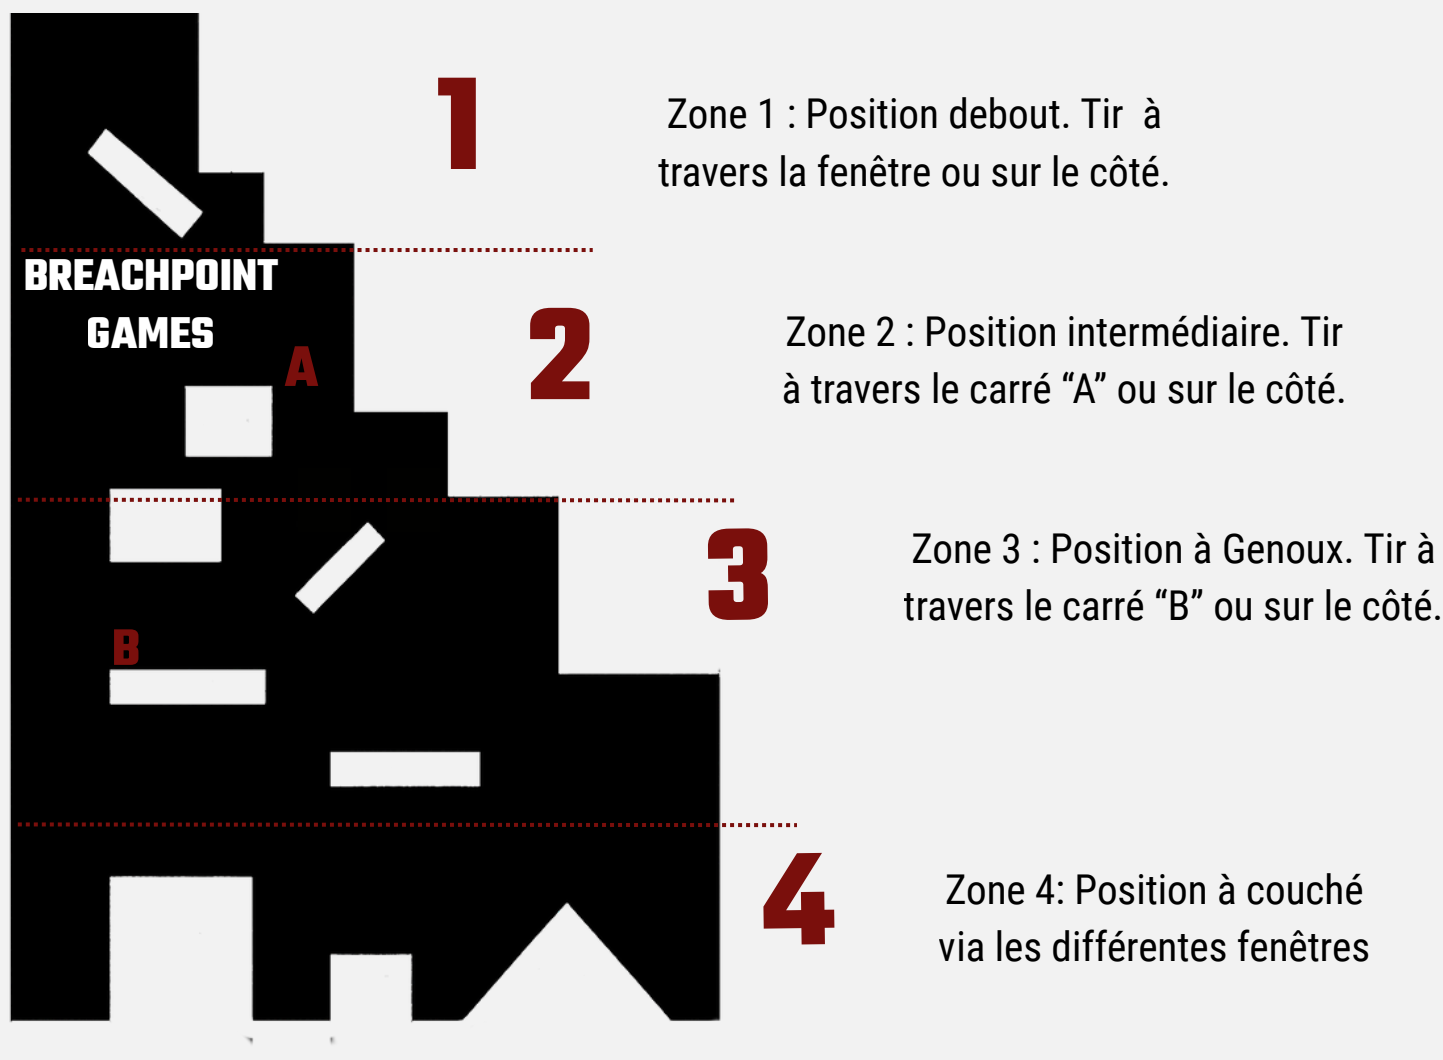 1
Zone 1 : Position debout. Tir à
travers la fenêtre ou sur le côté.
BREACHPOINT
GAMES
A
2
Zone 2 : Position intermédiaire. Tir
à travers le carré “A” ou sur le côté.
3
Zone 3 : Position à Genoux. Tir à
travers le carré “B” ou sur le côté.
B
4
Zone 4: Position à couché
via les différentes fenêtres